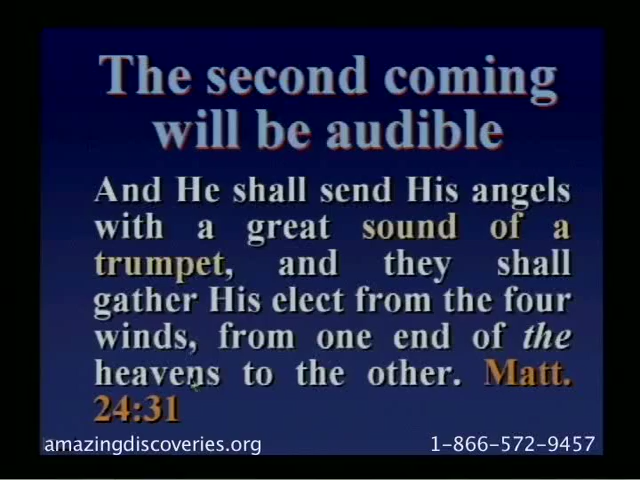 The second coming
will be audible
And He shall send His angels
with a great sound of a
trumpet, and they shall
gather His elect from the four
winds, from one end of the
heavens to the other. Matt.
24:31
amazingdiscoveries.org 1-866-572-9457